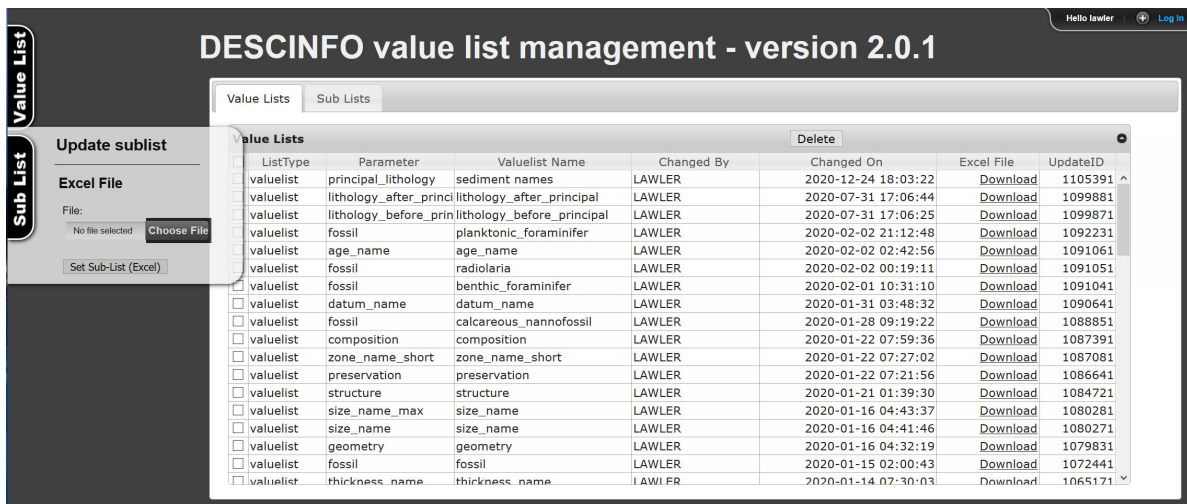 Hello lawler Log In
DESCINFO value list management - version 2.0.1
Value List
Sub List
Update sublist
Excel File
File:
No file selected Choose File
Set Sub-List (Excel)
Value Lists Sub Lists
Value Lists Delete
ListType Parameter Valuelist Name Changed By Changed On Excel File UpdateID
valuelist principal_lithology sediment names LAWLER 2020-12-24 18:03:22 Download 1105391
valuelist lithology_after_princi lithology_after_principal LAWLER 2020-07-31 17:06:44 Download 1099881
valuelist lithology_before_prin lithology_before_principal LAWLER 2020-07-31 17:06:25 Download 1099871
valuelist fossil planktonic_foraminifer LAWLER 2020-02-02 21:12:48 Download 1092231
valuelist age_name age_name LAWLER 2020-02-02 02:42:56 Download 1091061
valuelist fossil radiolaria LAWLER 2020-02-02 00:19:11 Download 1091051
valuelist fossil benthic_foraminifer LAWLER 2020-02-01 10:31:10 Download 1091041
valuelist datum_name datum_name LAWLER 2020-01-31 03:48:32 Download 1090641
valuelist fossil calcareous_nannofossil LAWLER 2020-01-28 09:19:22 Download 1088851
valuelist composition composition LAWLER 2020-01-22 07:59:36 Download 1087391
valuelist zone_name_short zone_name_short LAWLER 2020-01-22 07:27:02 Download 1087081
valuelist preservation preservation LAWLER 2020-01-22 07:21:56 Download 1086641
valuelist structure structure LAWLER 2020-01-21 01:39:30 Download 1084721
valuelist size_name_max size_name LAWLER 2020-01-16 04:43:37 Download 1080281
valuelist size_name size_name LAWLER 2020-01-16 04:41:46 Download 1080271
valuelist geometry geometry LAWLER 2020-01-16 04:32:19 Download 1079831
valuelist fossil fossil LAWLER 2020-01-15 02:00:43 Download 1072441
valuelist thickness_name thickness_name LAWLER 2020-01-14 07:30:03 Download 1065171